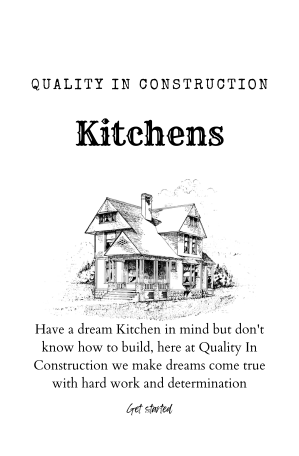 QUALITY IN CONSTRUCTION
Kitchens
Have a dream Kitchen in mind but don't
know how to build, here at Quality In
Construction we make dreams come true
with hard work and determination
Get started